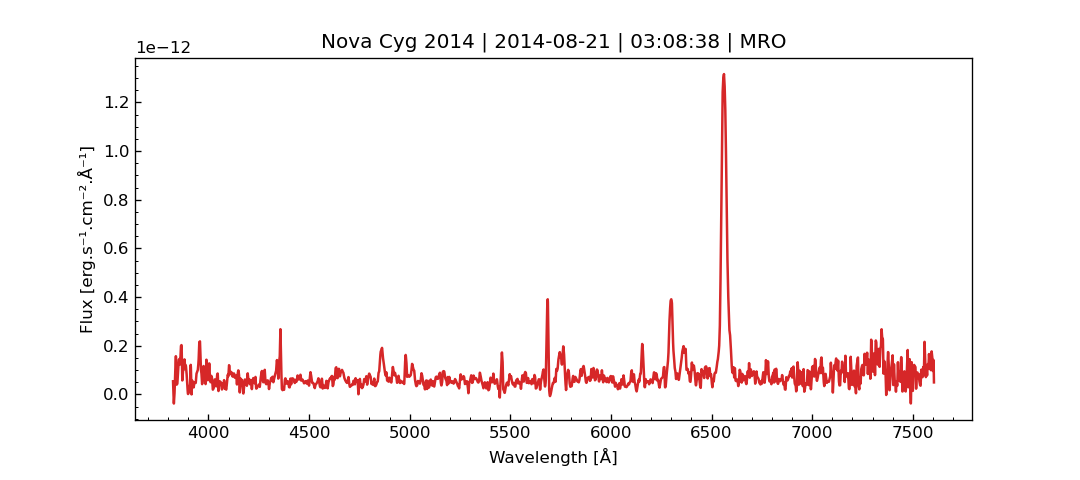 Nova Cyg 2014 | 2014-08-21 | 03:08:38 | MRO
1e−12
1.2
1.0
0.8
0.6
0.4
0.2
0.0
Flux [erg.s⁻¹.cm⁻².Å⁻¹]
4000 4500 5000 5500 6000 6500 7000 7500
Wavelength [Å]